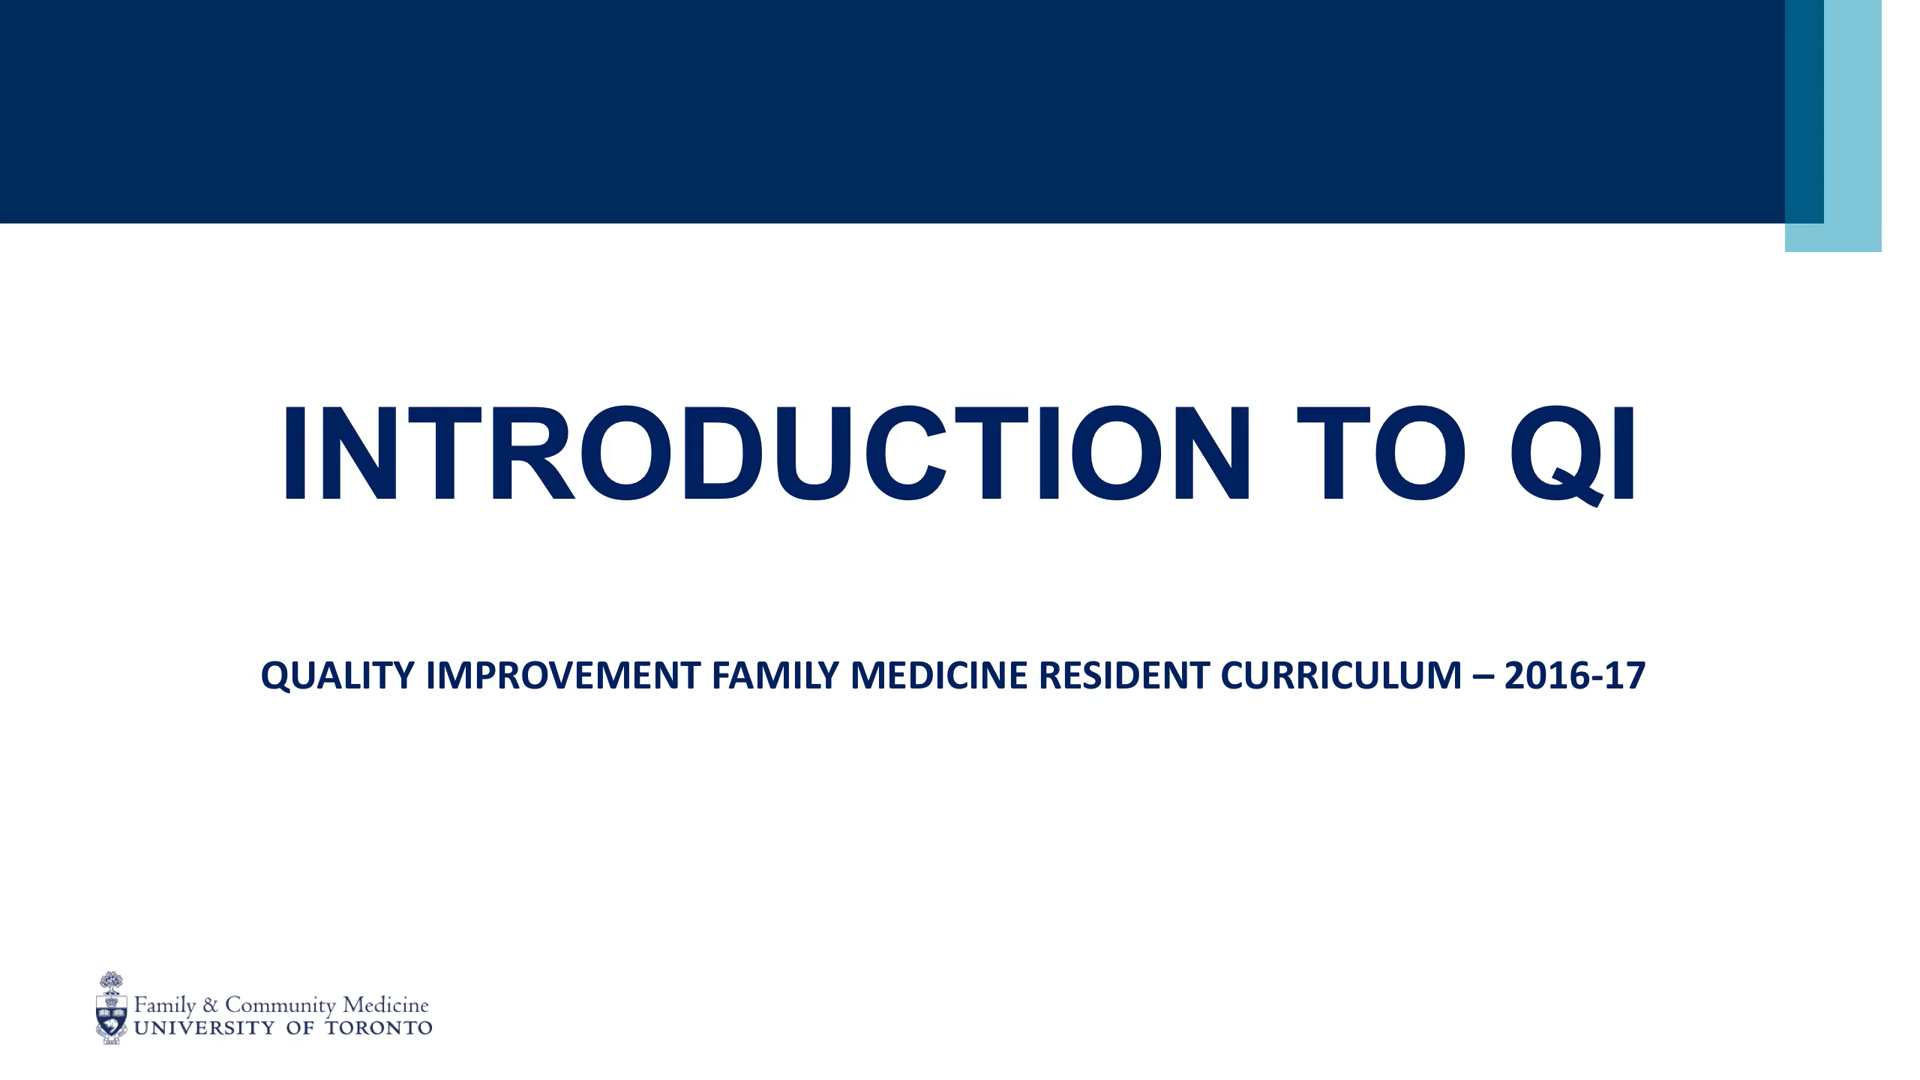 INTRODUCTION TO QI
QUALITY IMPROVEMENT FAMILY MEDICINE RESIDENT CURRICULUM – 2016-17
Family & Community Medicine
UNIVERSITY OF TORONTO